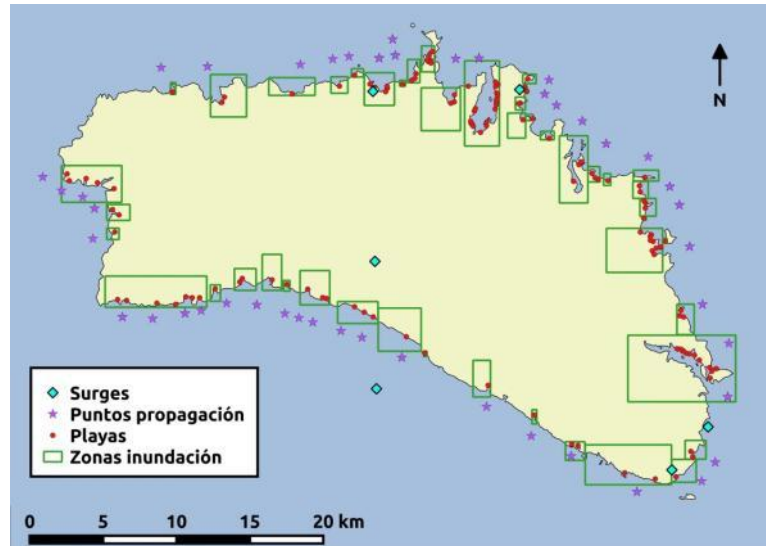 N
Surges
Puntos propagación
Playas
Zonas inundación
0 5 10 15 20 km